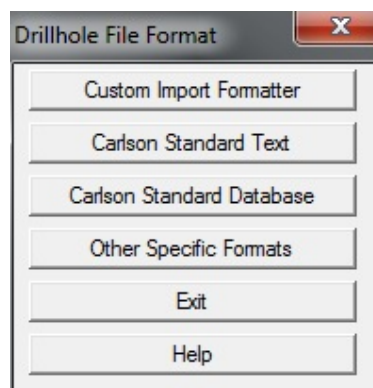 Drillhole File Format
Custom Import Formatter
Carlson Standard Text
Carlson Standard Database
Other Specific Formats
Exit
Help